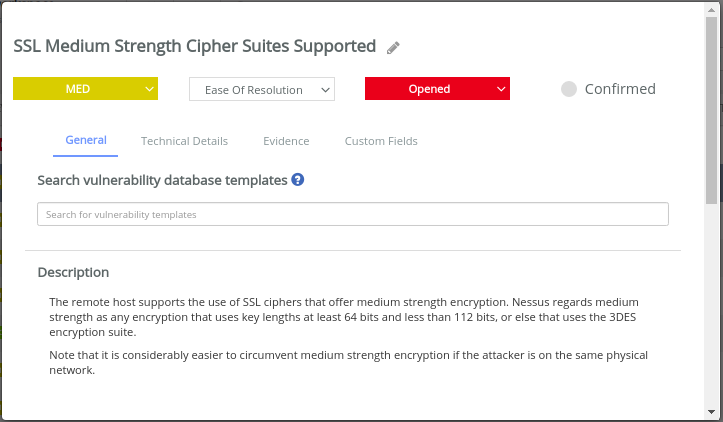 SSL Medium Strength Cipher Suites Supported
MED
Ease Of Resolution
Opened
Confirmed
General
Technical Details
Evidence
Custom Fields
Search vulnerability database templates ?
Search for vulnerability templates
Description
The remote host supports the use of SSL ciphers that offer medium strength encryption. Nessus regards medium
strength as any encryption that uses key lengths at least 64 bits and less than 112 bits, or else that uses the 3DES
encryption suite.
Note that it is considerably easier to circumvent medium strength encryption if the attacker is on the same physical
network.